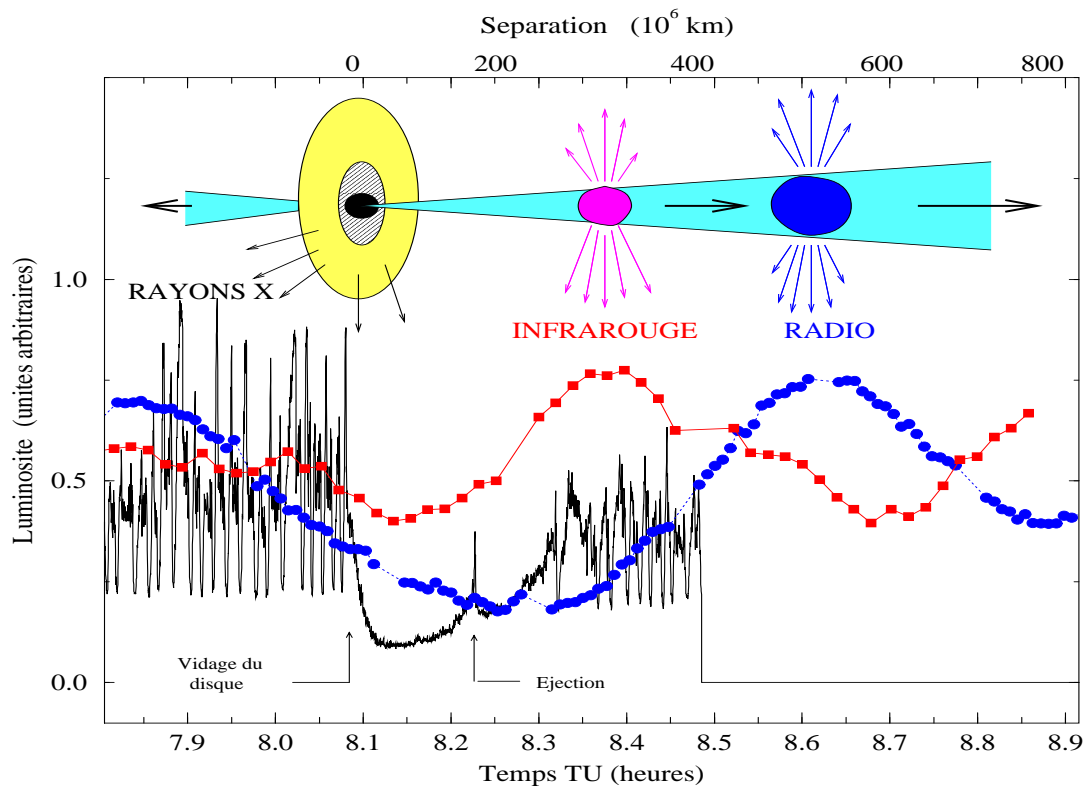 Separation (10⁶ km)
0 200 400 600 800
RAYONS X
INFRAROUGE
RADIO
Luminosite (unites arbitraires)
1.0
0.5
0.0
Vidage du
disque
Ejection
7.9 8.0 8.1 8.2 8.3 8.4 8.5 8.6 8.7 8.8 8.9
Temps TU (heures)